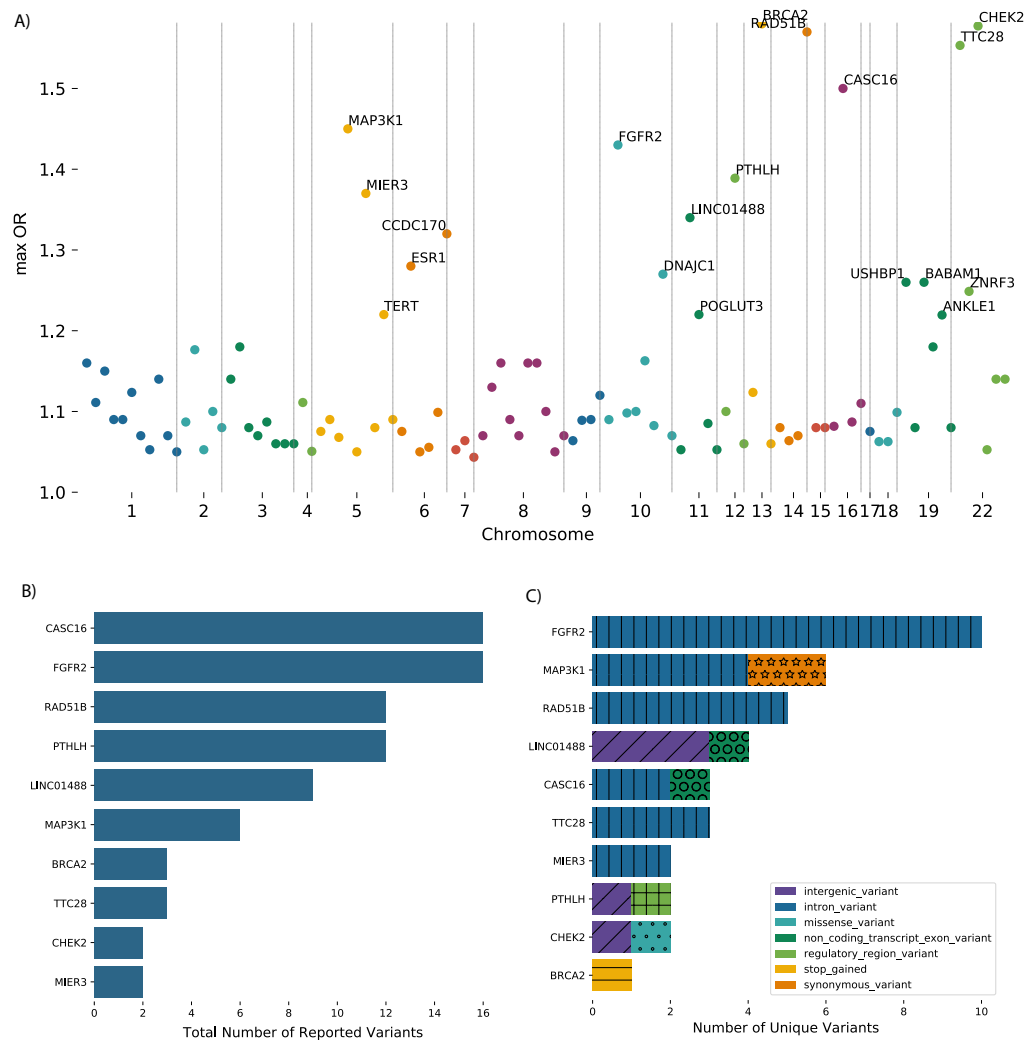 A)
BRCA2
RAD51B
CHEK2
TTC28
CASC16
MAP3K1
FGFR2
PTHLH
MIER3
LINC01488
CCDC170
ESR1
DNAJC1
USHBP1
BABAM1
ZNRF3
TERT
POGLUT3
ANKLE1
max OR
1.5
1.4
1.3
1.2
1.1
1.0
1 2 3 4 5 6 7 8 9 10 11 12 13 14 15 16 17 18 19 22
Chromosome
B)
CASC16
FGFR2
RAD51B
PTHLH
LINC01488
MAP3K1
BRCA2
TTC28
CHEK2
MIER3
0 2 4 6 8 10 12 14 16
Total Number of Reported Variants
C)
FGFR2
MAP3K1
RAD51B
LINC01488
CASC16
TTC28
MIER3
PTHLH
CHEK2
BRCA2
intergenic_variant
intron_variant
missense_variant
non_coding_transcript_exon_variant
regulatory_region_variant
stop_gained
synonymous_variant
0 2 4 6 8 10
Number of Unique Variants